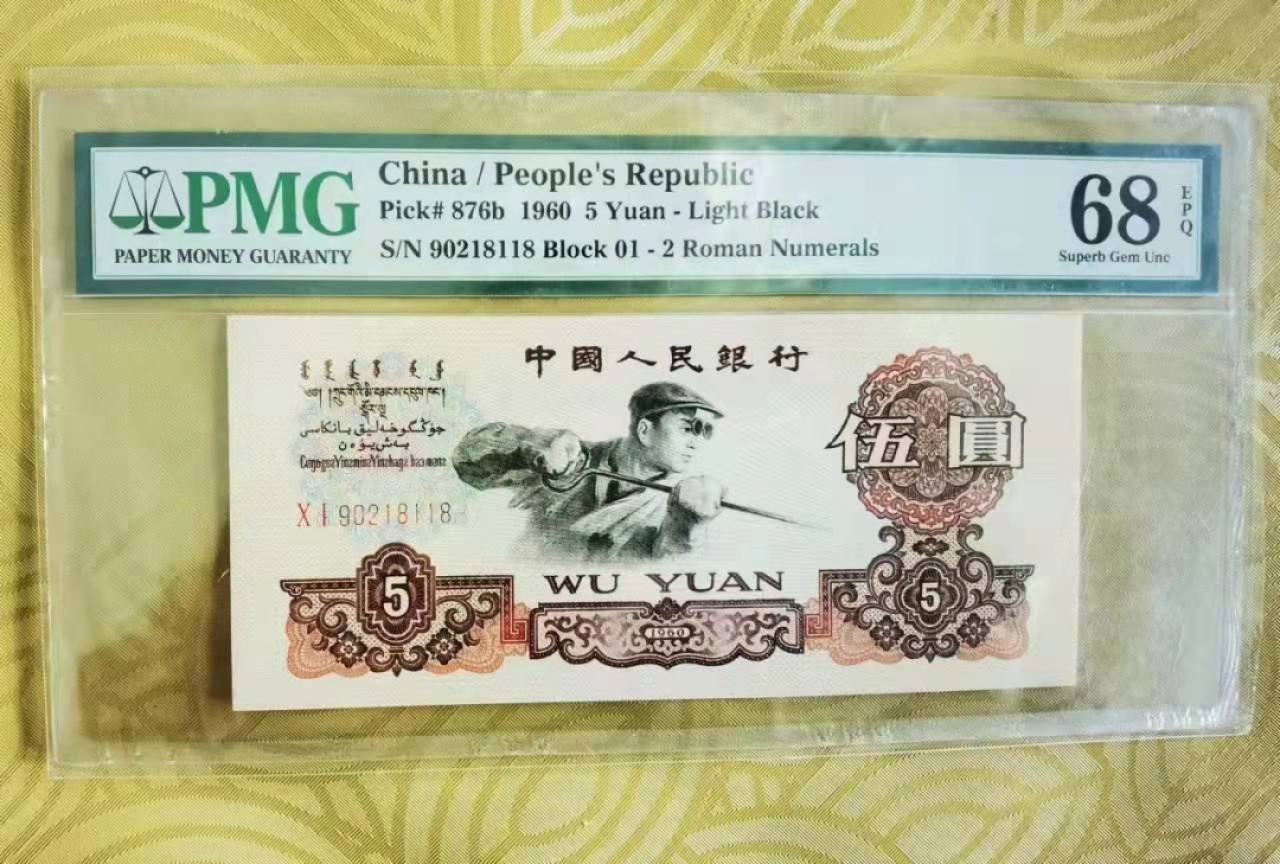 PMG
PAPER MONEY GUARANTY
China / People's Republic
Pick# 876b 1960 5 Yuan - Light Black
S/N 90218118 Block 01 - 2 Roman Numerals
68
EPQ
Superb Gem Unc
中國人民銀行
伍圓
X I 90218118
WU YUAN
5
1960
5